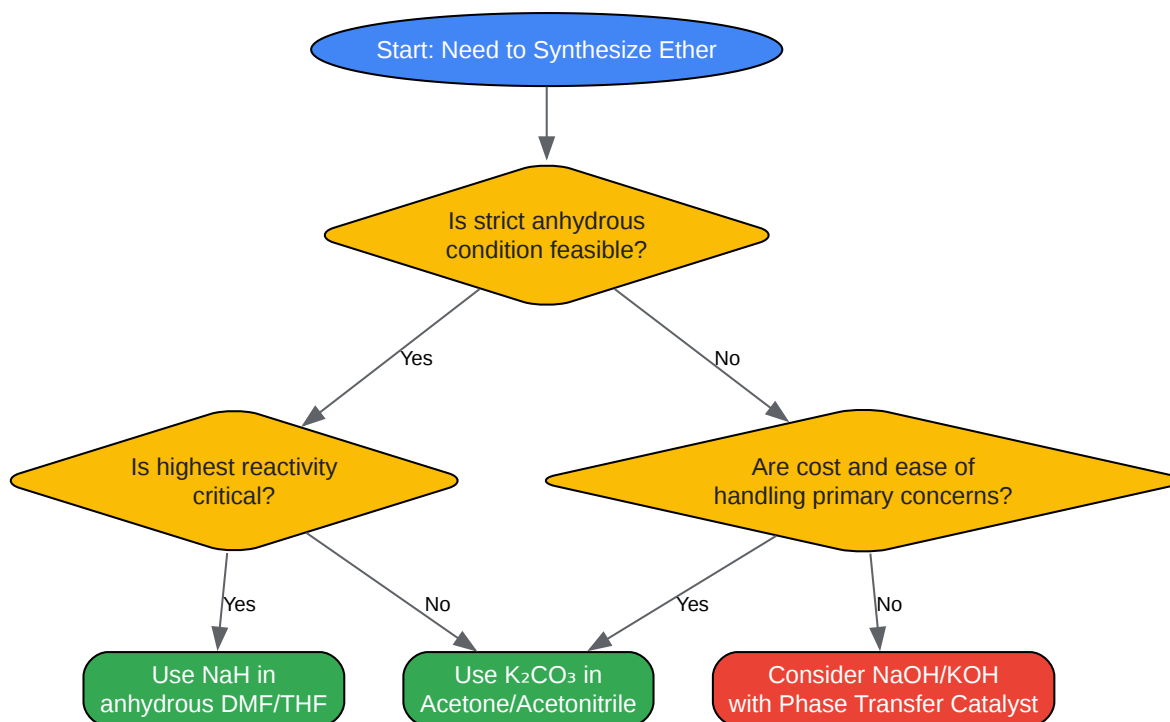 Start: Need to Synthesize Ether
Is strict anhydrous
condition feasible?
Yes
No
Is highest reactivity
critical?
Are cost and ease of
handling primary concerns?
Yes
No
Yes
No
Use NaH in
anhydrous DMF/THF
Use K₂CO₃ in
Acetone/Acetonitrile
Consider NaOH/KOH
with Phase Transfer Catalyst